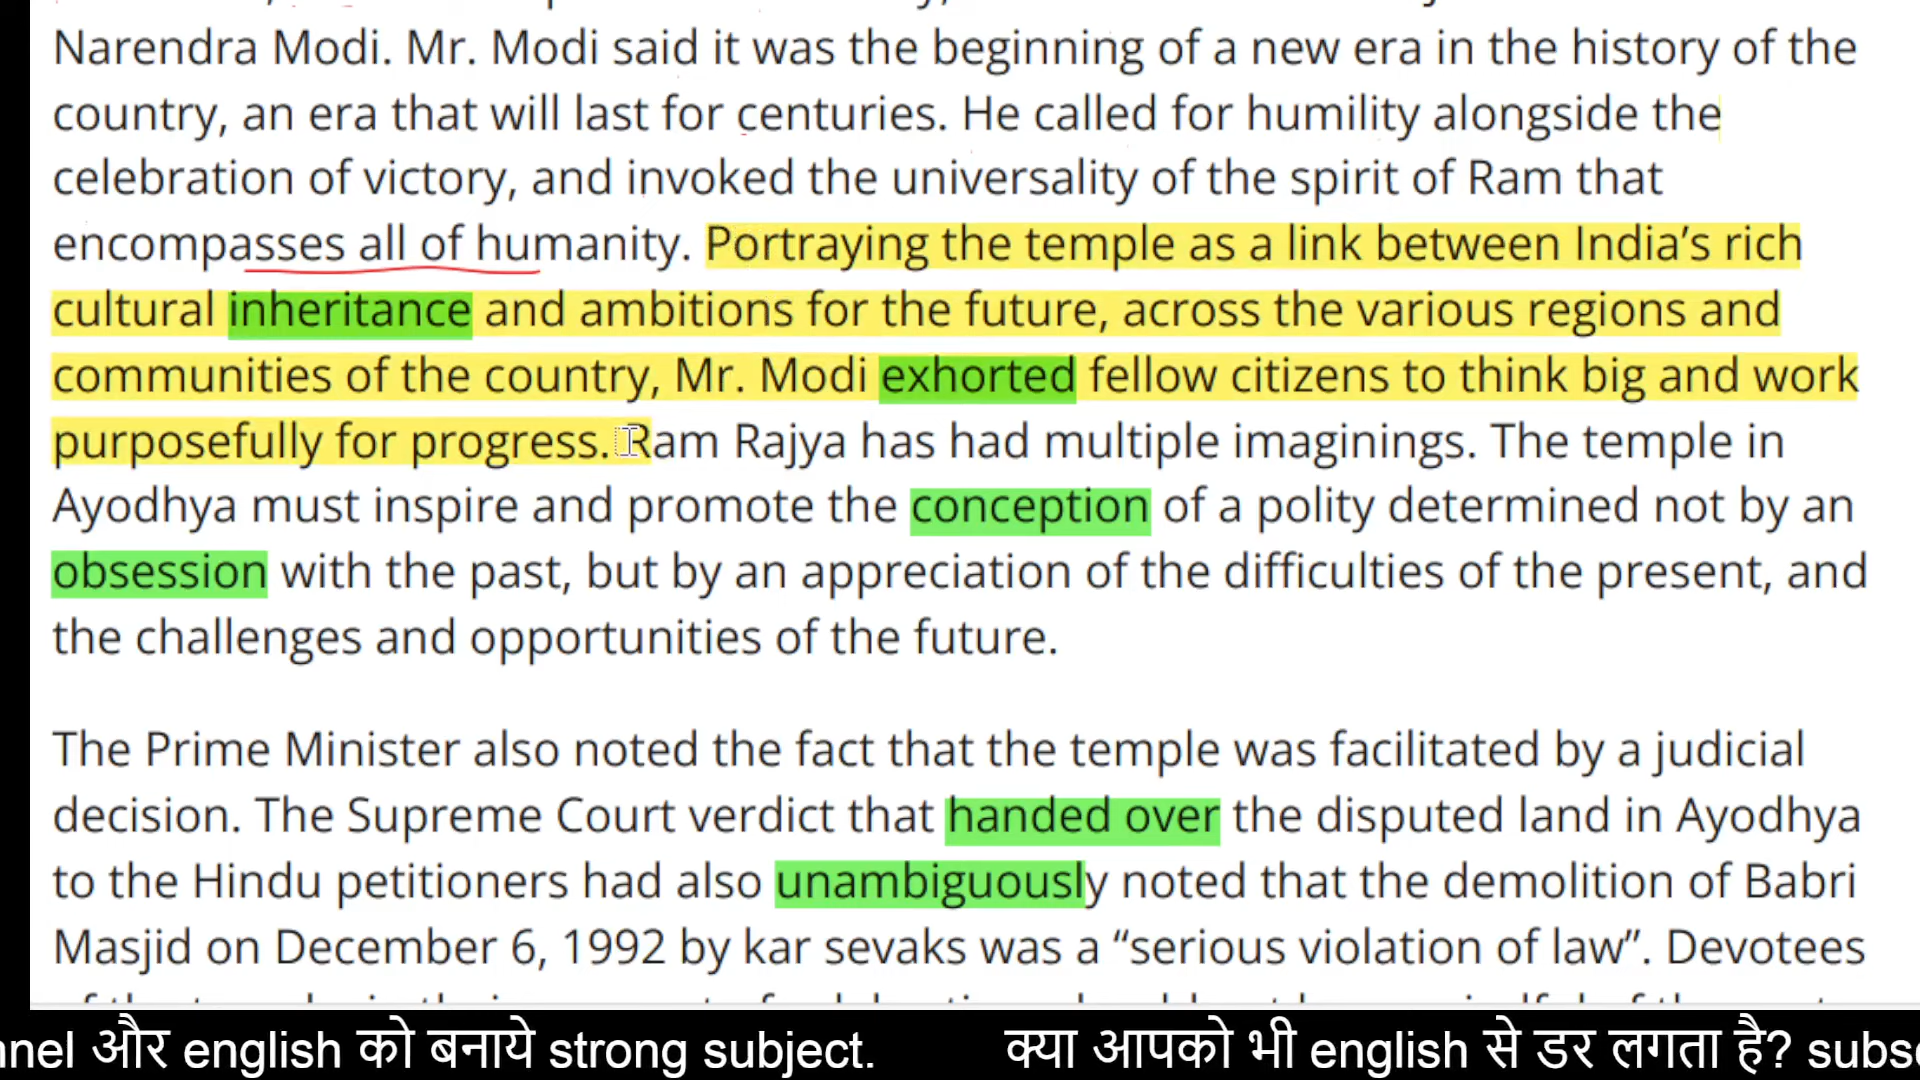 Narendra Modi. Mr. Modi said it was the beginning of a new era in the history of the
country, an era that will last for centuries. He called for humility alongside the
celebration of victory, and invoked the universality of the spirit of Ram that
encompasses all of humanity. Portraying the temple as a link between India’s rich
cultural inheritance and ambitions for the future, across the various regions and
communities of the country, Mr. Modi exhorted fellow citizens to think big and work
purposefully for progress. Ram Rajya has had multiple imaginings. The temple in
Ayodhya must inspire and promote the conception of a polity determined not by an
obsession with the past, but by an appreciation of the difficulties of the present, and
the challenges and opportunities of the future.
The Prime Minister also noted the fact that the temple was facilitated by a judicial
decision. The Supreme Court verdict that handed over the disputed land in Ayodhya
to the Hindu petitioners had also unambiguously noted that the demolition of Babri
Masjid on December 6, 1992 by kar sevaks was a “serious violation of law”. Devotees
और english को बनाये strong subject. क्या आपको भी english से डर लगता है?